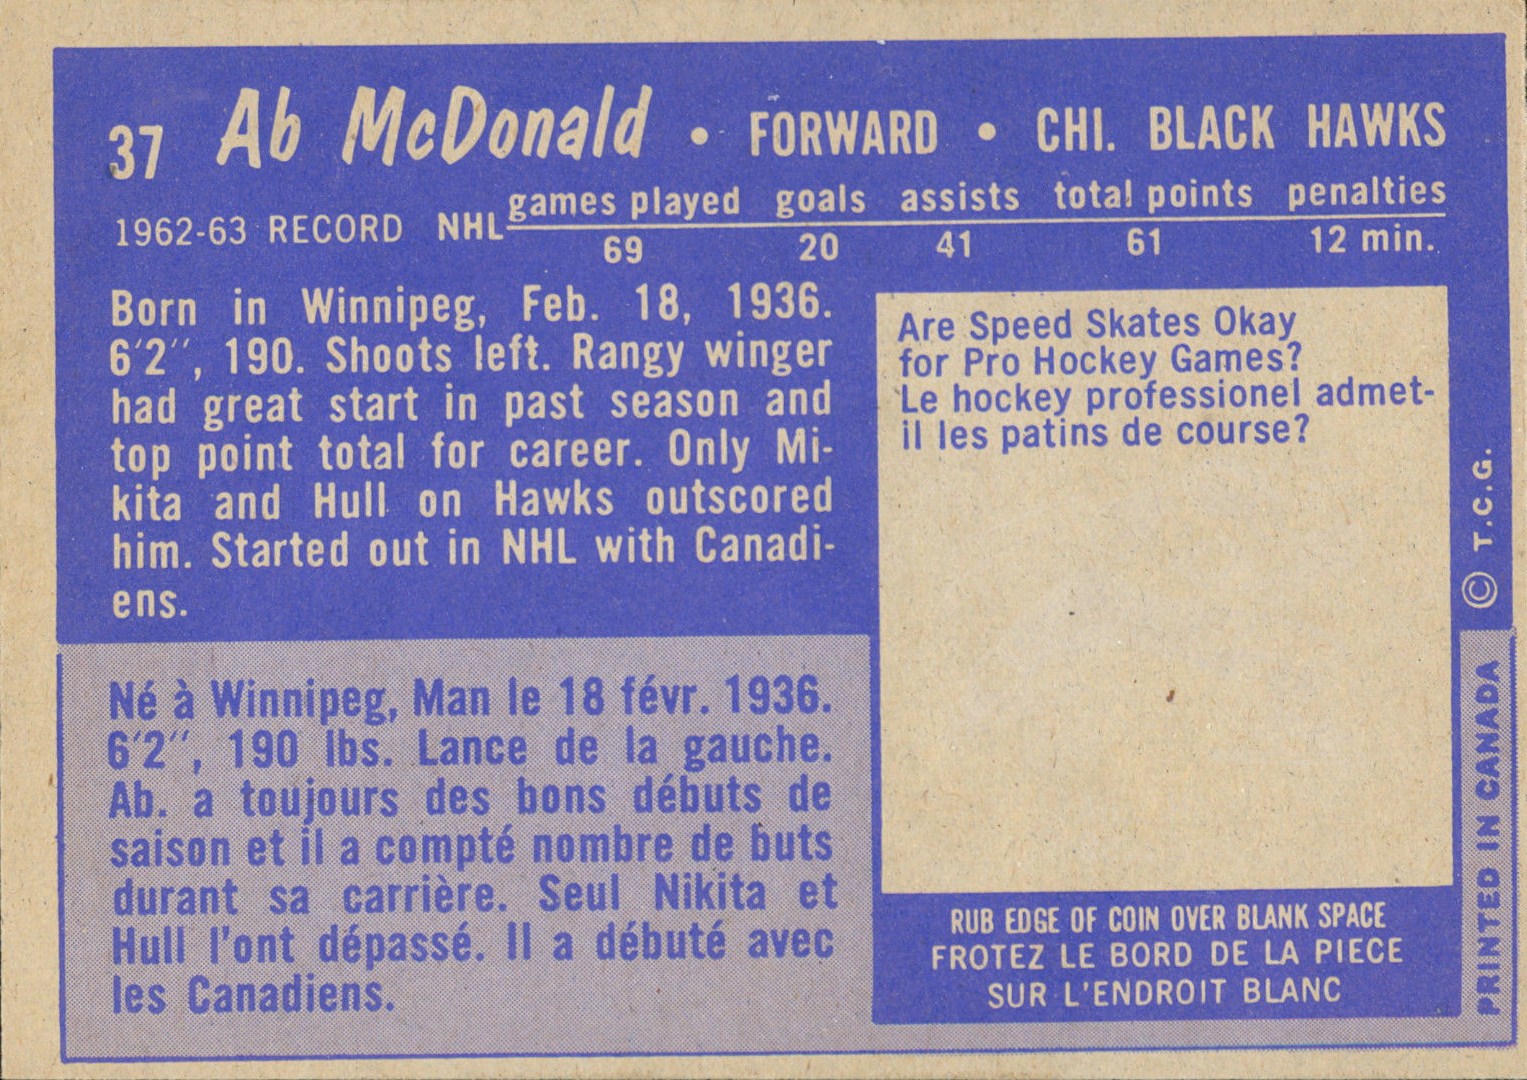 37 Ab McDonald • FORWARD • CHI. BLACK HAWKS
games played goals assists total points penalties
1962-63 RECORD NHL
69 20 41 61 12 min.
Born in Winnipeg, Feb. 18, 1936.
6'2'', 190. Shoots left. Rangy winger
had great start in past season and
top point total for career. Only Mi-
kita and Hull on Hawks outscored
him. Started out in NHL with Canadi-
ens.
Né à Winnipeg, Man le 18 févr. 1936.
6'2'', 190 lbs. Lance de la gauche.
Ab. a toujours des bons débuts de
saison et il a compté nombre de buts
durant sa carrière. Seul Nikita et
Hull l'ont dépassé. Il a débuté avec
les Canadiens.
Are Speed Skates Okay
for Pro Hockey Games?
Le hockey professionel admet-
il les patins de course?
RUB EDGE OF COIN OVER BLANK SPACE
FROTEZ LE BORD DE LA PIECE
SUR L'ENDROIT BLANC
© T.C.G.
PRINTED IN CANADA